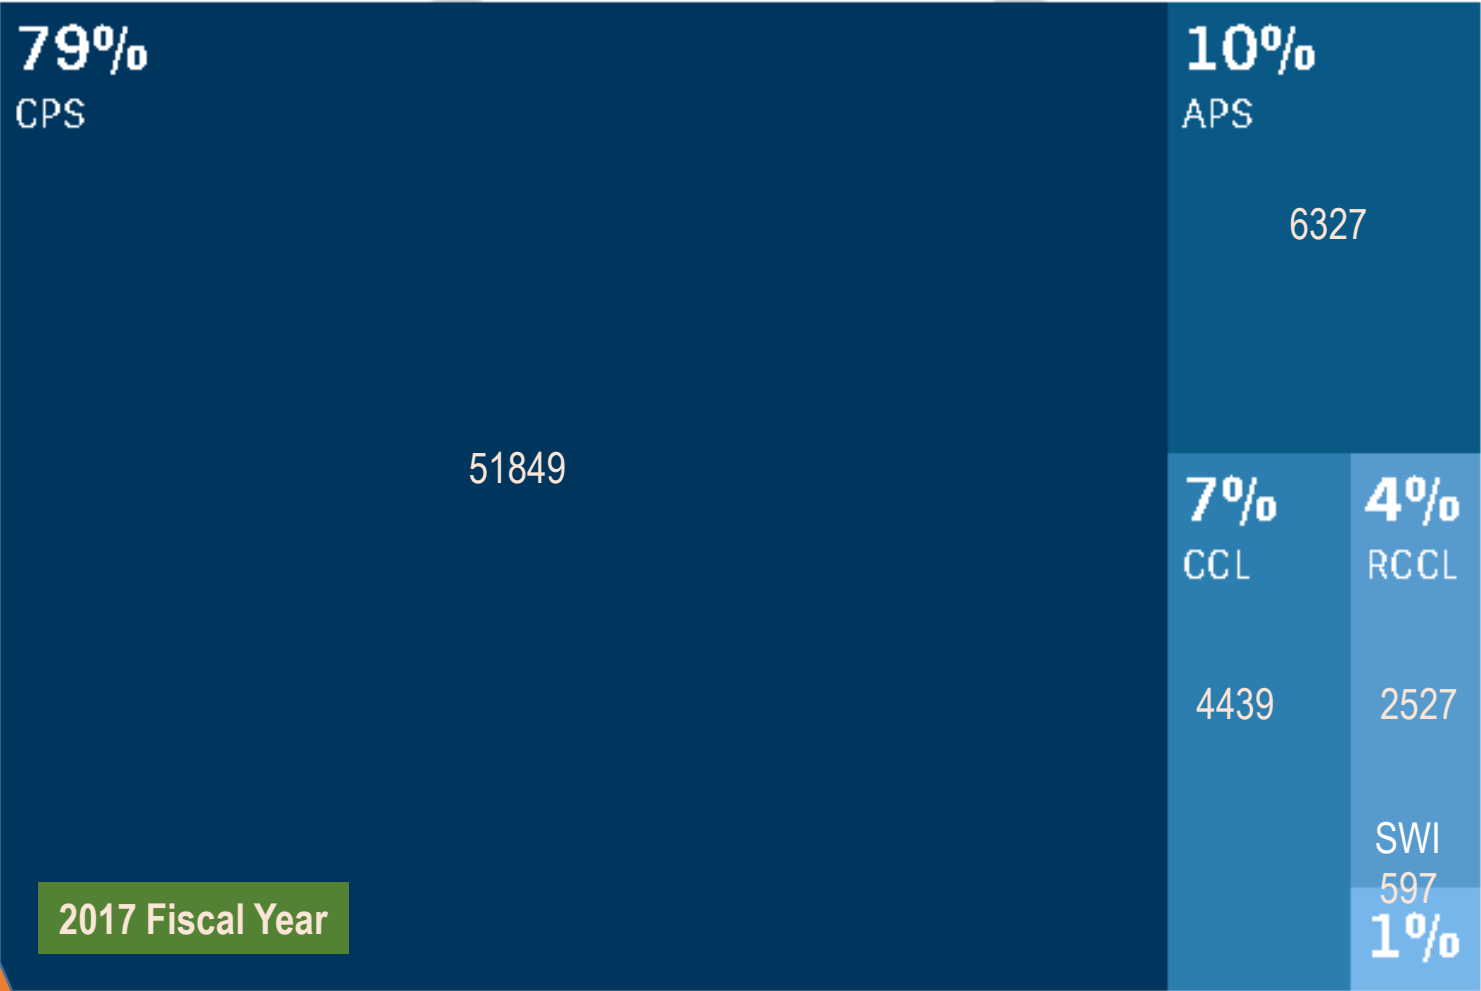 79%
CPS
51849
2017 Fiscal Year
10%
APS
6327
7%
CCL
4439
4%
RCCL
2527
SWI
597
1%